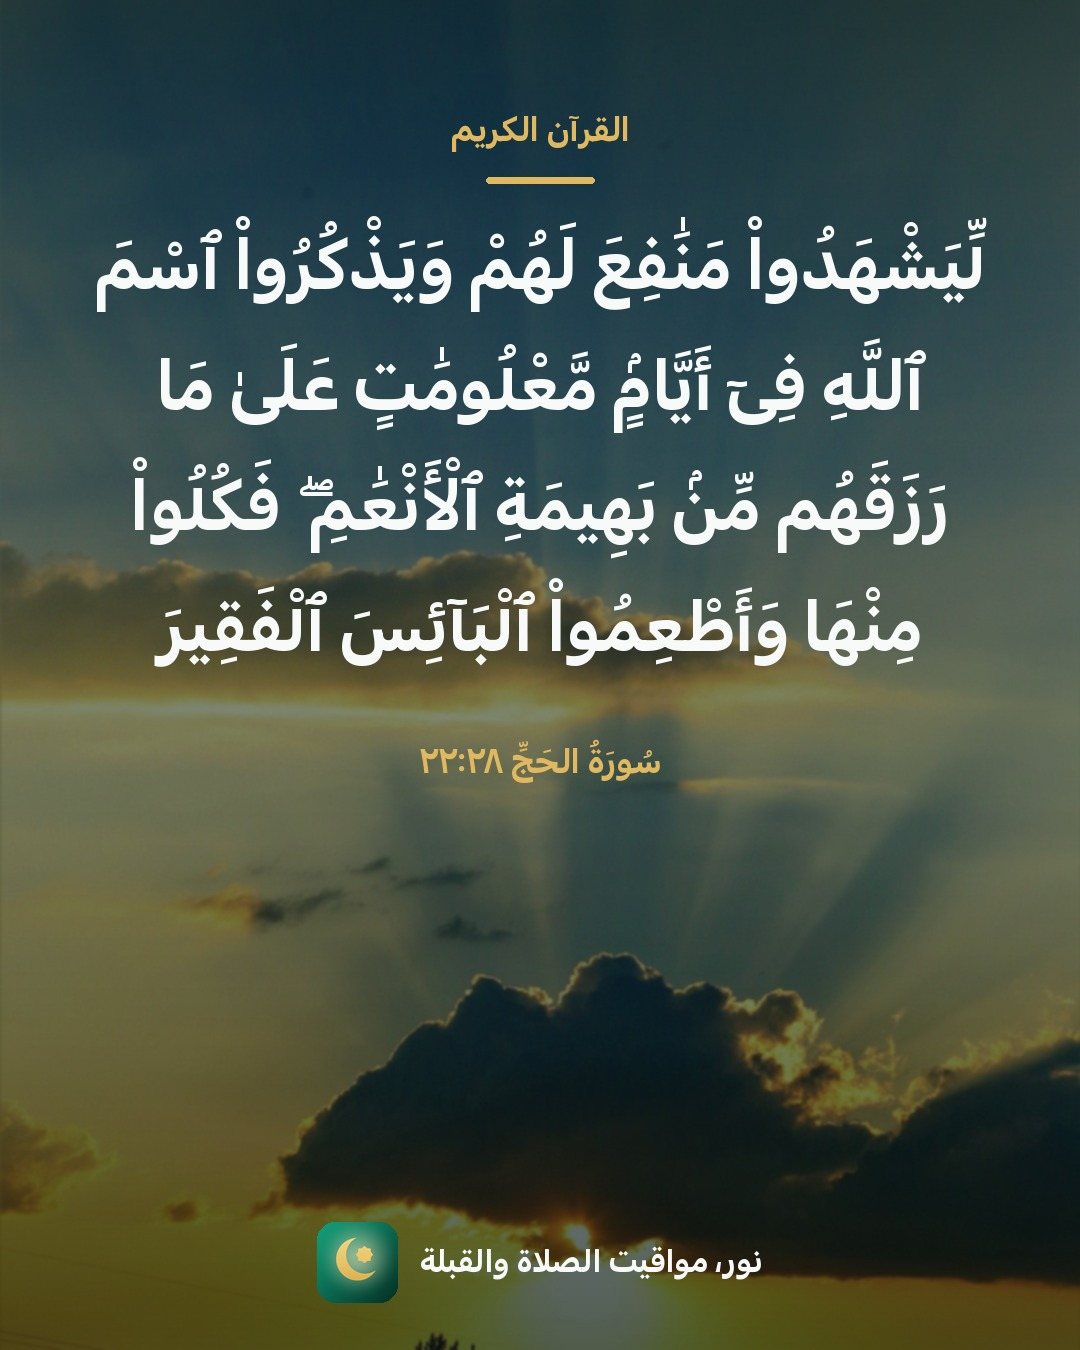 القرآن الكريم
لِّيَشْهَدُوا۟ مَنَٰفِعَ لَهُمْ وَيَذْكُرُوا۟ ٱسْمَ
ٱللَّهِ فِىٓ أَيَّامٍۢ مَّعْلُومَٰتٍ عَلَىٰ مَا
رَزَقَهُم مِّنۢ بَهِيمَةِ ٱلْأَنْعَٰمِ ۖ فَكُلُوا۟
مِنْهَا وَأَطْعِمُوا۟ ٱلْبَآئِسَ ٱلْفَقِيرَ
سُورَةُ الحَجِّ ٢٢:٢٨
نور، مواقيت الصلاة والقبلة